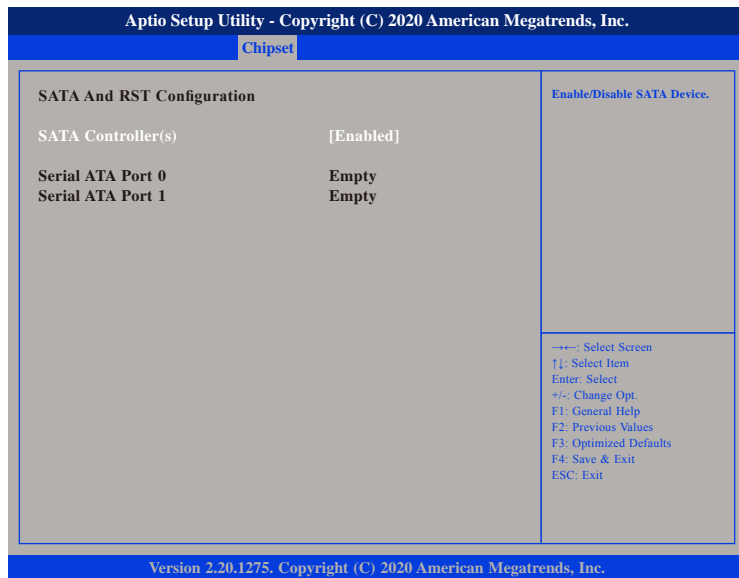 Aptio Setup Utility - Copyright (C) 2020 American Megatrends, Inc.
Chipset
SATA And RST Configuration
SATA Controller(s) [Enabled]
Serial ATA Port 0 Empty
Serial ATA Port 1 Empty
Enable/Disable SATA Device.
→←: Select Screen
↑↓: Select Item
Enter: Select
+/-: Change Opt.
F1: General Help
F2: Previous Values
F3: Optimized Defaults
F4: Save & Exit
ESC: Exit
Version 2.20.1275. Copyright (C) 2020 American Megatrends, Inc.